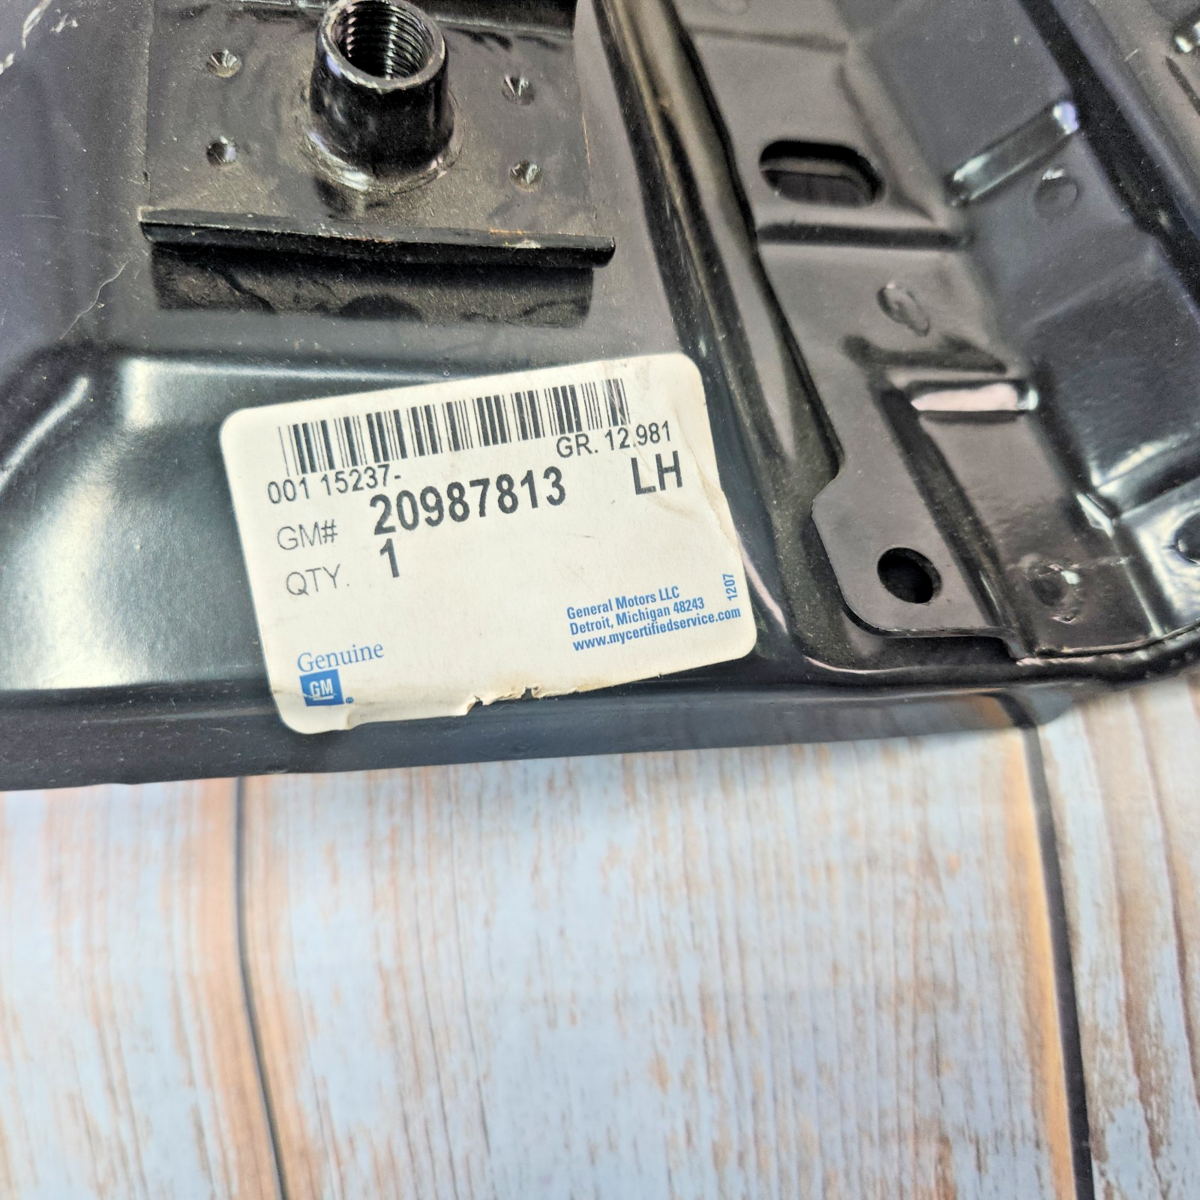 001 15237-
GR. 12.981
GM# 20987813 LH
QTY. 1
General Motors LLC
Detroit, Michigan 48243
www.mycertifiedservice.com
1207
Genuine
GM ®